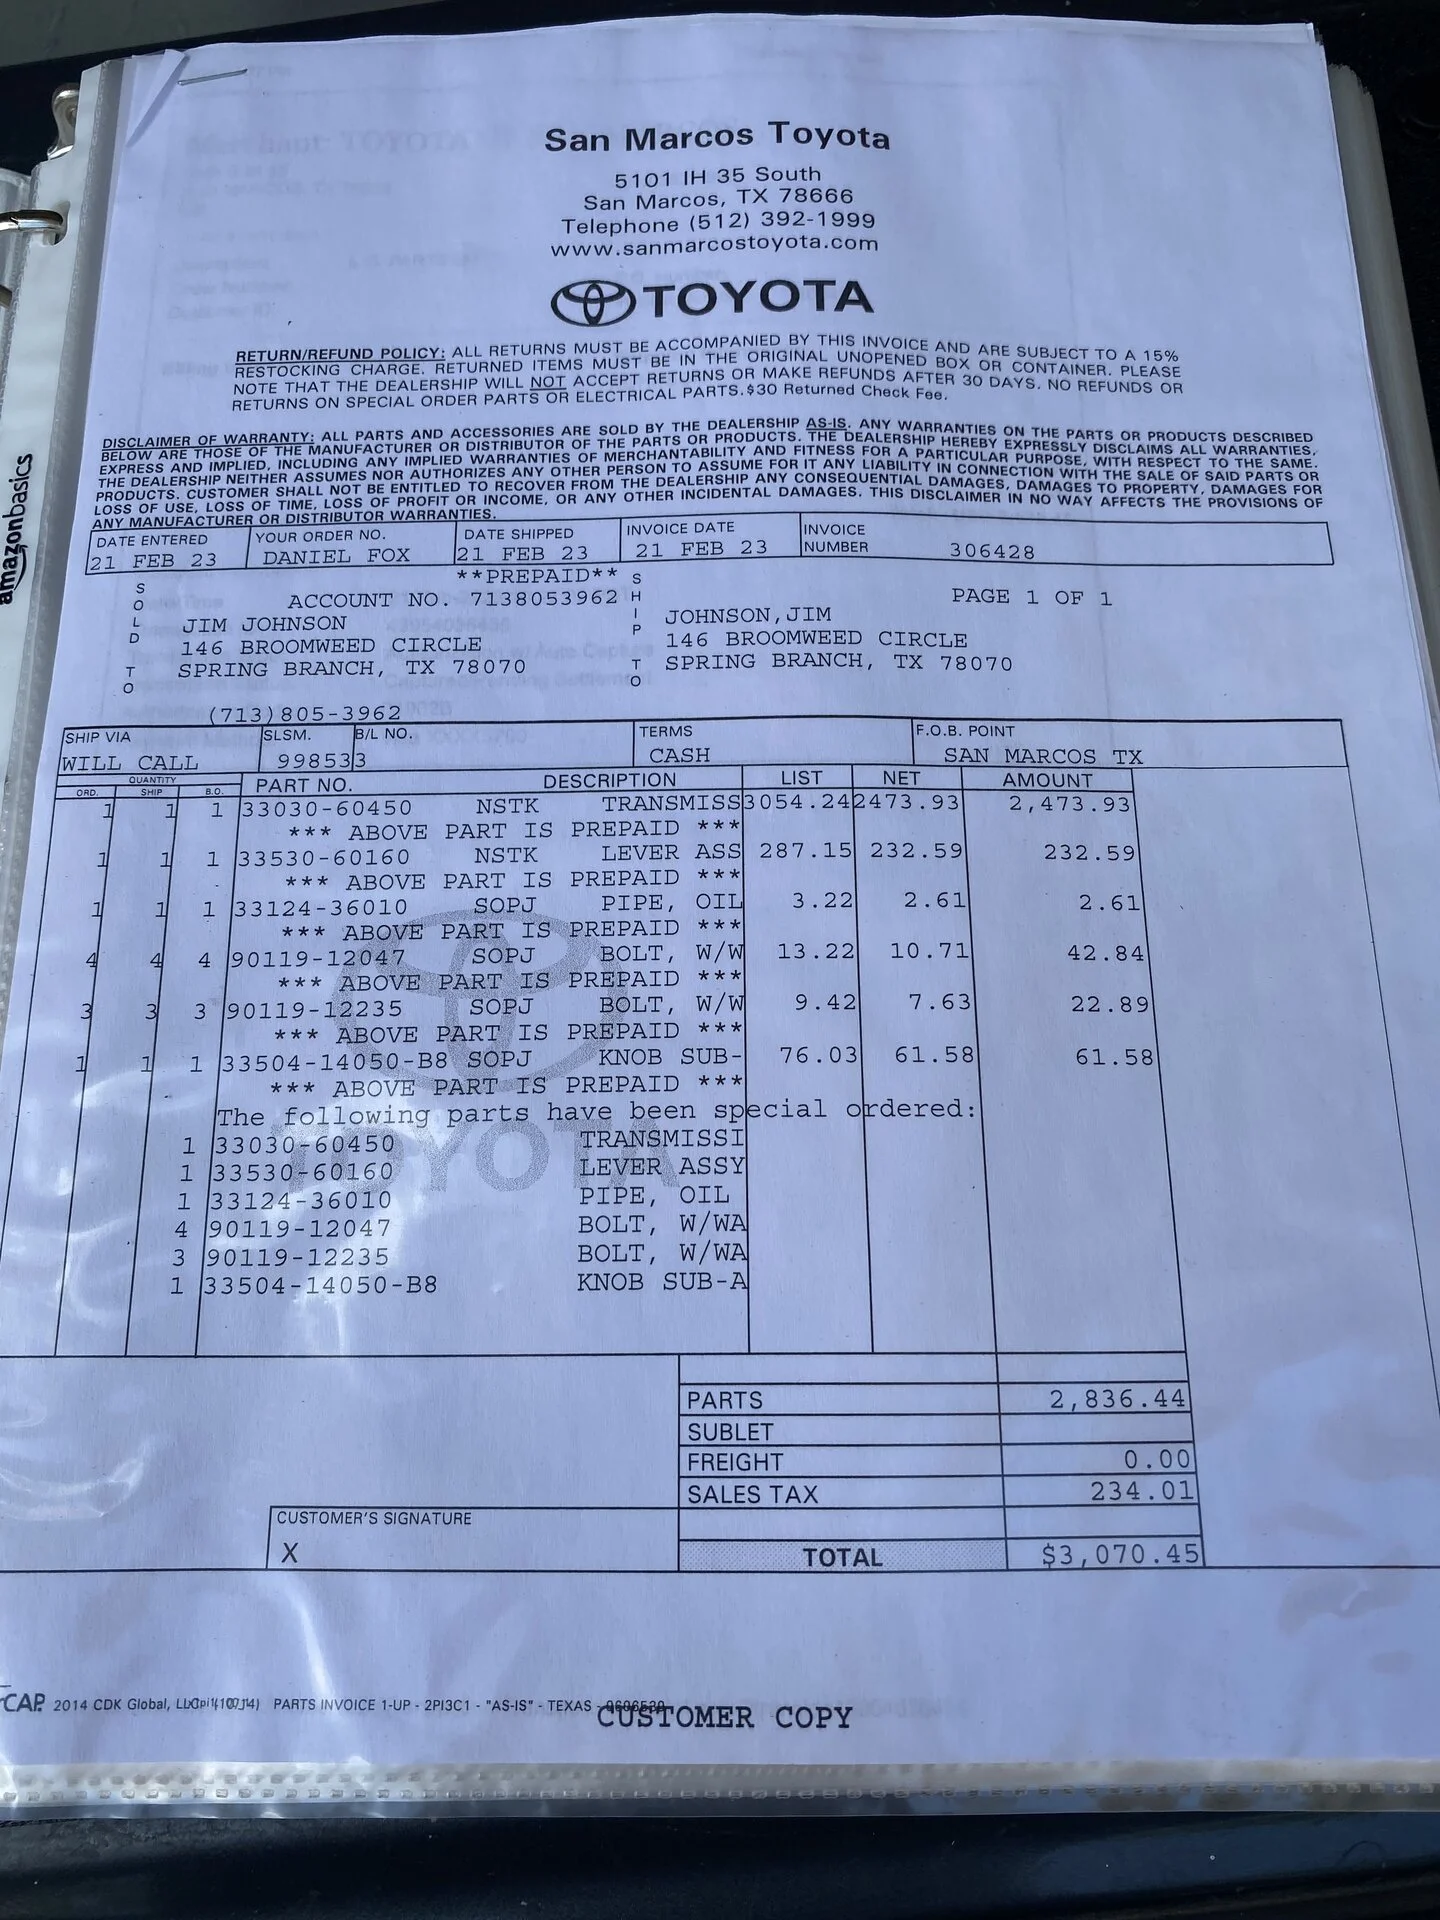 San Marcos Toyota
5101 IH 35 South
San Marcos, TX 78666
Telephone (512) 392-1999
www.sanmarcostoyota.com
TOYOTA
RETURN/REFUND POLICY: ALL RETURNS MUST BE ACCOMPANIED BY THIS INVOICE AND ARE SUBJECT TO A 15%
RESTOCKING CHARGE. RETURNED ITEMS MUST BE IN THE ORIGINAL UNOPENED BOX OR CONTAINER. PLEASE
NOTE THAT THE DEALERSHIP WILL NOT ACCEPT RETURNS OR MAKE REFUNDS AFTER 30 DAYS. NO REFUNDS OR
RETURNS ON SPECIAL ORDER PARTS OR ELECTRICAL PARTS.$30 Returned Check Fee.
DISCLAIMER OF WARRANTY: ALL PARTS AND ACCESSORIES ARE SOLD BY THE DEALERSHIP AS-IS. ANY WARRANTIES ON THE PARTS OR PRODUCTS DESCRIBED
BELOW ARE THOSE OF THE MANUFACTURER OR DISTRIBUTOR OF THE PARTS OR PRODUCTS. THE DEALERSHIP HEREBY EXPRESSLY DISCLAIMS ALL WARRANTIES,
EXPRESS AND IMPLIED, INCLUDING ANY IMPLIED WARRANTIES OF MERCHANTABILITY AND FITNESS FOR A PARTICULAR PURPOSE, WITH RESPECT TO THE SAME.
THE DEALERSHIP NEITHER ASSUMES NOR AUTHORIZES ANY OTHER PERSON TO ASSUME FOR IT ANY LIABILITY IN CONNECTION WITH THE SALE OF SAID PARTS OR
PRODUCTS. CUSTOMER SHALL NOT BE ENTITLED TO RECOVER FROM THE DEALERSHIP ANY CONSEQUENTIAL DAMAGES, DAMAGES TO PROPERTY, DAMAGES FOR
LOSS OF USE, LOSS OF TIME, LOSS OF PROFIT OR INCOME, OR ANY OTHER INCIDENTAL DAMAGES. THIS DISCLAIMER IN NO WAY AFFECTS THE PROVISIONS OF
ANY MANUFACTURER OR DISTRIBUTOR WARRANTIES.
DATE ENTERED YOUR ORDER NO. DATE SHIPPED INVOICE DATE INVOICE NUMBER
21 FEB 23 DANIEL FOX 21 FEB 23 21 FEB 23 306428
**PREPAID**
ACCOUNT NO. 7138053962 PAGE 1 OF 1
SOLD TO SHIP TO
JIM JOHNSON JOHNSON,JIM
146 BROOMWEED CIRCLE 146 BROOMWEED CIRCLE
SPRING BRANCH, TX 78070 SPRING BRANCH, TX 78070
(713)805-3962
SHIP VIA SLSM. B/L NO. TERMS F.O.B. POINT
WILL CALL 998533 CASH SAN MARCOS TX
QUANTITY
ORD. SHIP B.O. PART NO. DESCRIPTION LIST NET AMOUNT
1 1 1 33030-60450 NSTK TRANSMISS 3054.24 2473.93 2,473.93
*** ABOVE PART IS PREPAID ***
1 1 1 33530-60160 NSTK LEVER ASS 287.15 232.59 232.59
*** ABOVE PART IS PREPAID ***
1 1 1 33124-36010 SOPJ PIPE, OIL 3.22 2.61 2.61
*** ABOVE PART IS PREPAID ***
4 4 4 90119-12047 SOPJ BOLT, W/W 13.22 10.71 42.84
*** ABOVE PART IS PREPAID ***
3 3 3 90119-12235 SOPJ BOLT, W/W 9.42 7.63 22.89
*** ABOVE PART IS PREPAID ***
1 1 1 33504-14050-B8 SOPJ KNOB SUB- 76.03 61.58 61.58
*** ABOVE PART IS PREPAID ***
The following parts have been special ordered:
1 33030-60450 TRANSMISSI
1 33530-60160 LEVER ASSY
1 33124-36010 PIPE, OIL
4 90119-12047 BOLT, W/WA
3 90119-12235 BOLT, W/WA
1 33504-14050-B8 KNOB SUB-A
TOYOTA
PARTS 2,836.44
SUBLET
FREIGHT 0.00
SALES TAX 234.01
CUSTOMER'S SIGNATURE
X
TOTAL $3,070.45
CAP. 2014 CDK Global, PARTS INVOICE 1-UP - 2PI3C1 - "AS-IS" - TEXAS -
CUSTOMER COPY
amazonbasics